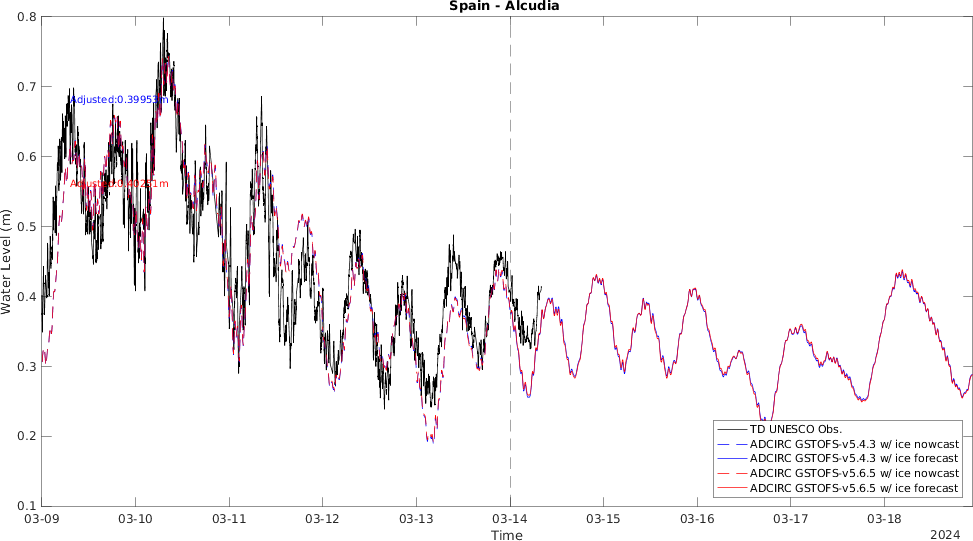 Spain - Alcudia
0.8
0.7
0.6
0.5
0.4
0.3
0.2
0.1
Water Level (m)
Adjusted:0.39953m
TD UNESCO Obs.
ADCIRC GSTOFS-v5.4.3 w/ ice nowcast
ADCIRC GSTOFS-v5.4.3 w/ ice forecast
ADCIRC GSTOFS-v5.6.5 w/ ice nowcast
ADCIRC GSTOFS-v5.6.5 w/ ice forecast
03-09 03-10 03-11 03-12 03-13 03-14 03-15 03-16 03-17 03-18
Time
2024